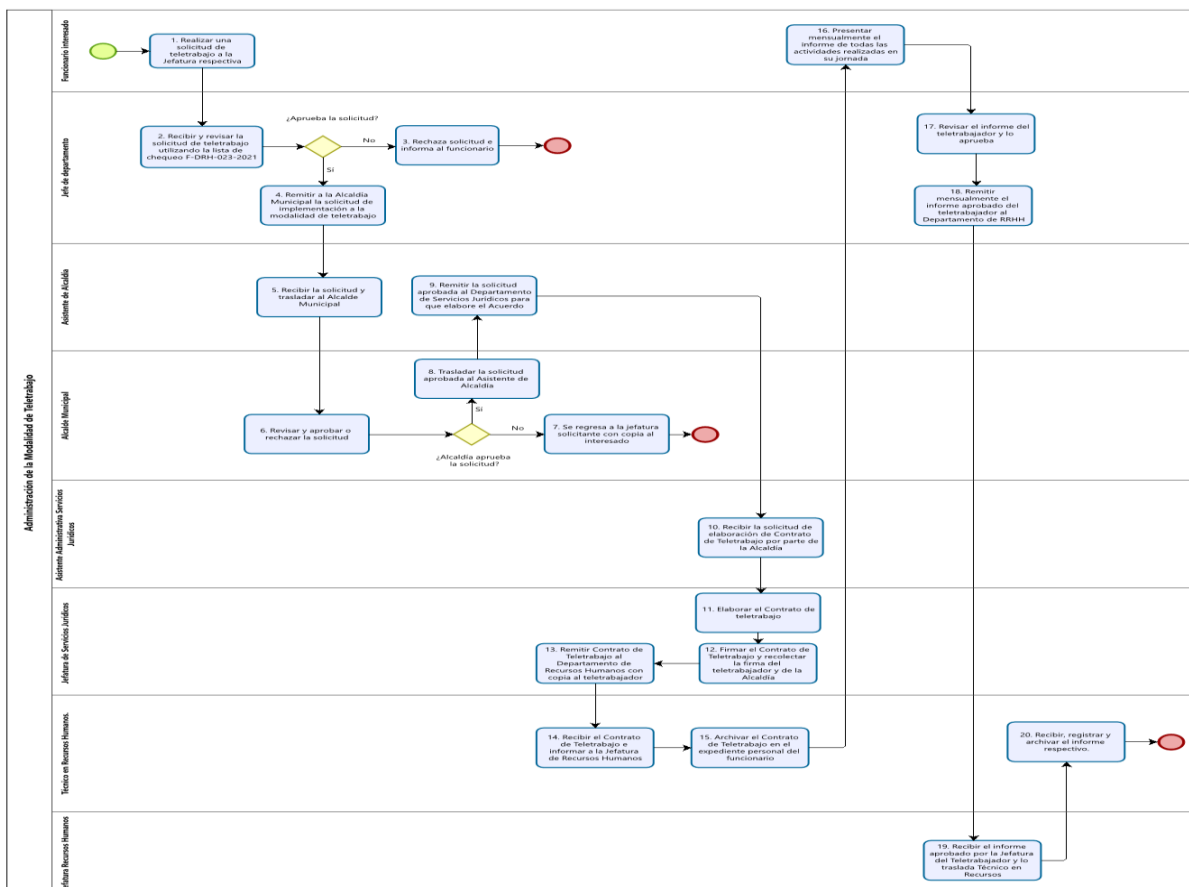 Administración de la Modalidad de Teletrabajo
Funcionario interesado
1. Realizar una
solicitud de
teletrabajo a la
Jefatura respectiva
16. Presentar
mensualmente el
informe de todas las
actividades realizadas en
su jornada
Jefe de departamento
2. Recibir y revisar la
solicitud de teletrabajo
utilizando la lista de
chequeo F-DRH-023-2021
¿Aprueba la solicitud?
No
Sí
3. Rechaza solicitud e
informa al funcionario
4. Remitir a la Alcaldía
Municipal la solicitud de
implementación a la
modalidad de teletrabajo
17. Revisar el informe del
teletrabajador y lo
aprueba
18. Remitir
mensualmente el
informe aprobado del
teletrabajador al
Departamento de RRHH
Asistente de Alcaldía
5. Recibir la solicitud y
trasladar al Alcalde
Municipal
9. Remitir la solicitud
aprobada al Departamento
de Servicios Jurídicos para
que elabore el Acuerdo
Alcalde Municipal
6. Revisar y aprobar o
rechazar la solicitud
8. Trasladar la solicitud
aprobada al Asistente de
Alcaldía
Sí
No
¿Alcaldía aprueba
la solicitud?
7. Se regresa a la jefatura
solicitante con copia al
interesado
Asistente Administrativa Servicios
Jurídicos
10. Recibir la solicitud de
elaboración de Contrato
de Teletrabajo por parte
de la Alcaldía
Jefatura de Servicios Jurídicos
11. Elaborar el Contrato de
teletrabajo
12. Firmar el Contrato de
Teletrabajo y recolectar
la firma del
teletrabajador y de la
Alcaldía
13. Remitir Contrato de
Teletrabajo al
Departamento de
Recursos Humanos con
copia al teletrabajador
Técnico en Recursos Humanos.
14. Recibir el Contrato
de Teletrabajo e
informar a la Jefatura
de Recursos Humanos
15. Archivar el Contrato
de Teletrabajo en el
expediente personal del
funcionario
20. Recibir, registrar y
archivar el informe
respectivo.
Jefatura Recursos Humanos
19. Recibir el informe
aprobado por la Jefatura
del Teletrabajador y lo
traslada Técnico en
Recursos